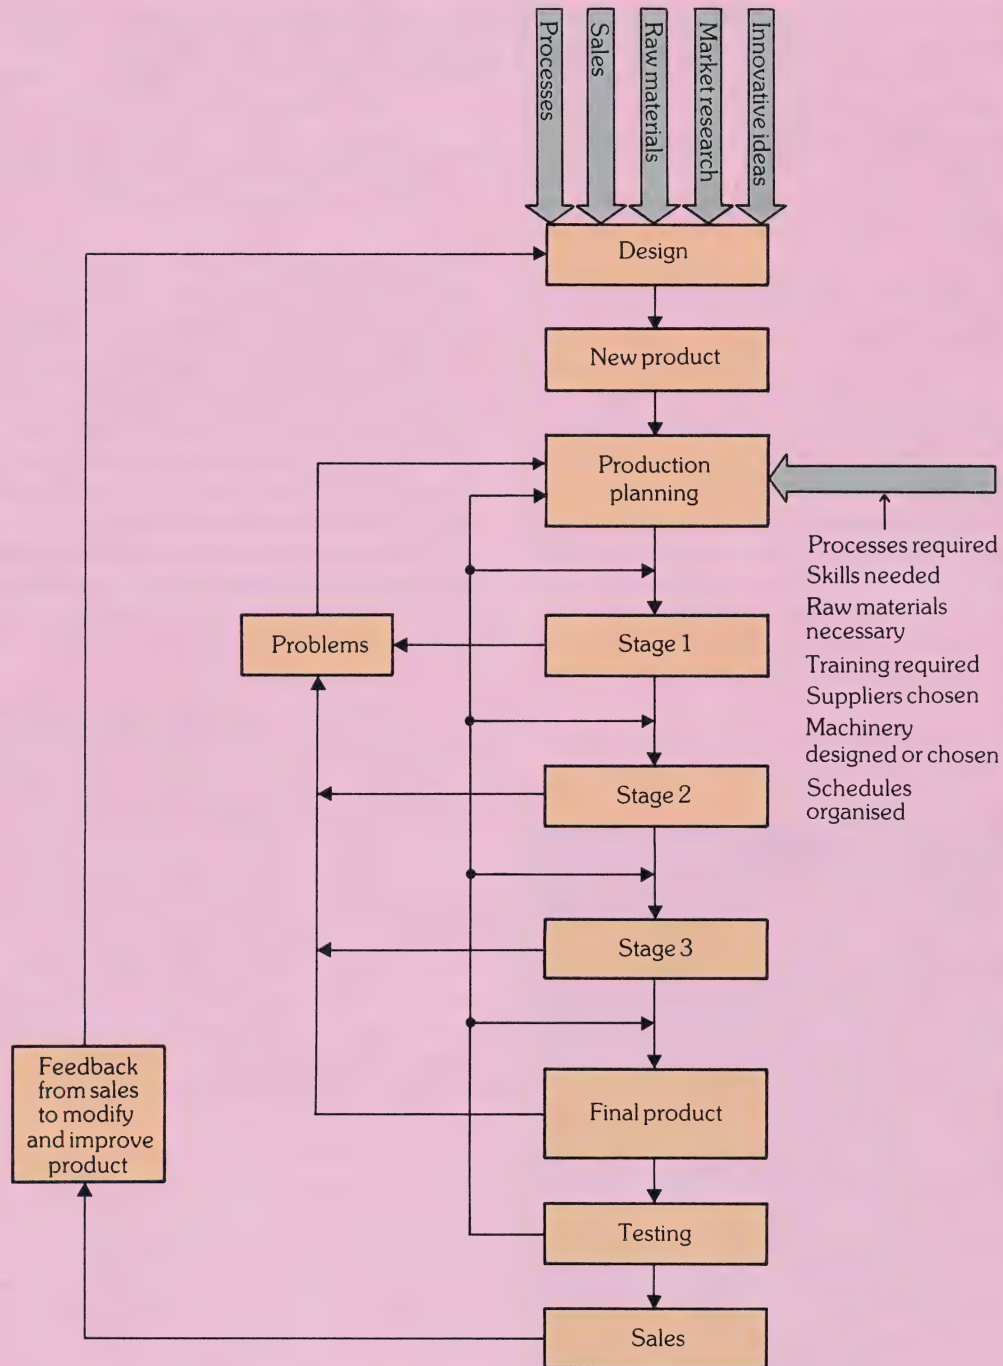 Processes
Sales
Raw materials
Market research
Innovative ideas
Design
New product
Production
planning
Processes required
Skills needed
Raw materials
necessary
Training required
Suppliers chosen
Machinery
designed or chosen
Schedules
organised
Problems
Stage 1
Stage 2
Stage 3
Feedback
from sales
to modify
and improve
product
Final product
Testing
Sales